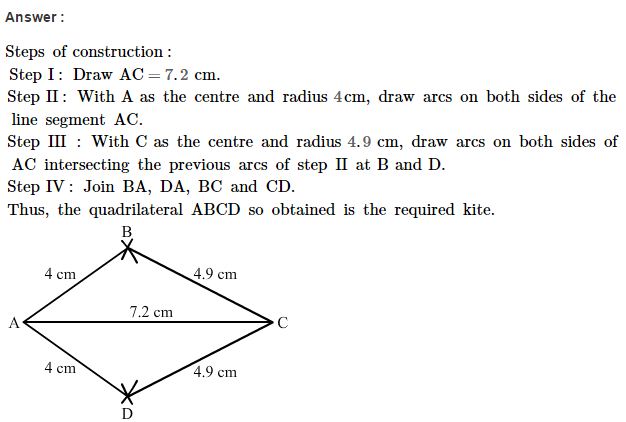 Answer :
Steps of construction :
Step I : Draw AC = 7.2 cm.
Step II : With A as the centre and radius 4cm, draw arcs on both sides of the
line segment AC.
Step III : With C as the centre and radius 4.9 cm, draw arcs on both sides of
AC intersecting the previous arcs of step II at B and D.
Step IV : Join BA, DA, BC and CD.
Thus, the quadrilateral ABCD so obtained is the required kite.
B
4 cm 4.9 cm
7.2 cm
A C
4 cm 4.9 cm
D